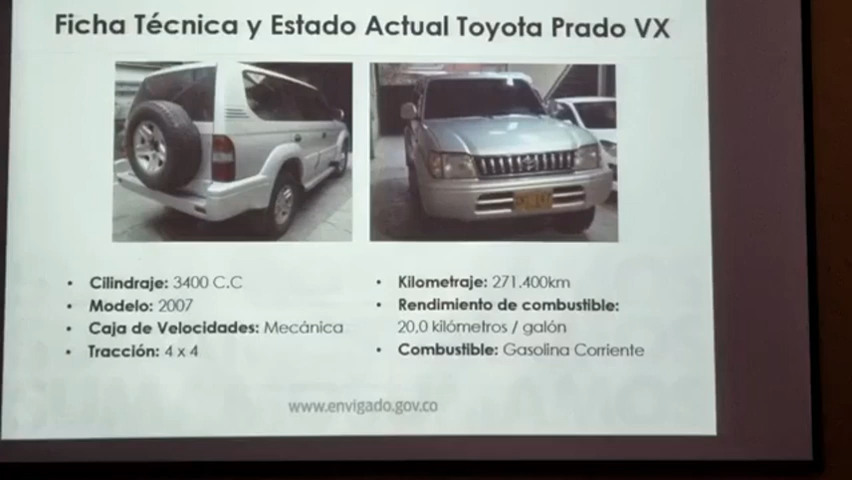 Ficha Técnica y Estado Actual Toyota Prado VX
• Cilindraje: 3400 C.C
• Modelo: 2007
• Caja de Velocidades: Mecánica
• Tracción: 4 x 4
• Kilometraje: 271.400km
• Rendimiento de combustible:
20,0 kilómetros / galón
• Combustible: Gasolina Corriente
www.envigado.gov.co